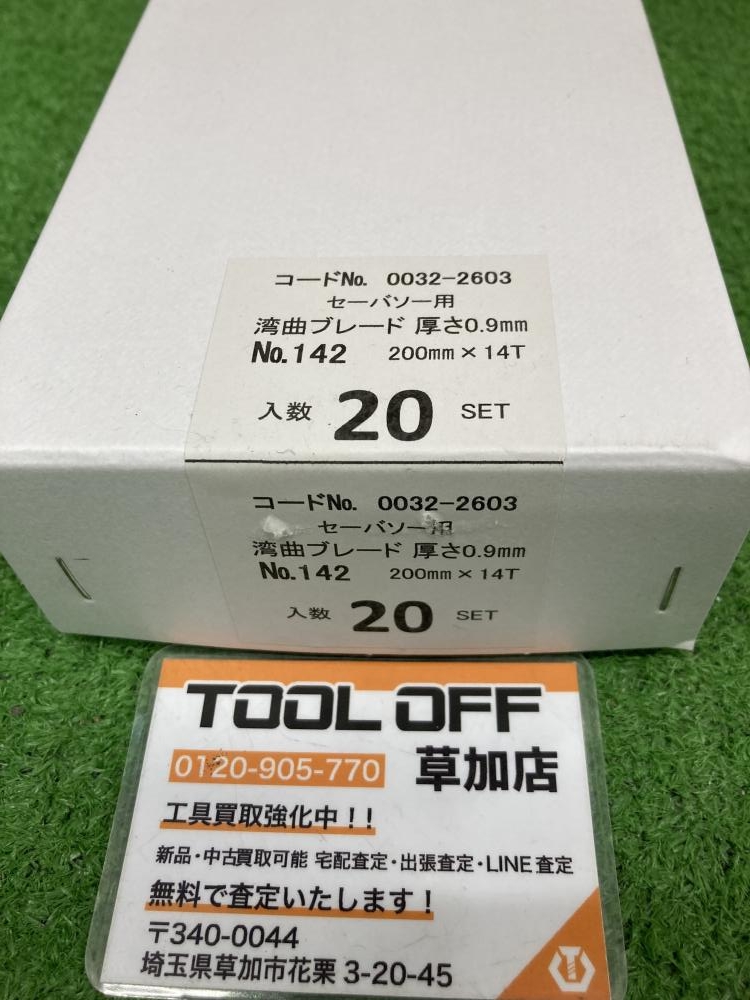 コードNo. 0032-2603
セーバソー用
湾曲ブレード 厚さ0.9mm
No.142 200mm×14T
入数 20 SET
コードNo. 0032-2603
セーバソー用
湾曲ブレード 厚さ0.9mm
No.142 200mm×14T
入数 20 SET
TOOL OFF
0120-905-770 草加店
工具買取強化中!!
新品・中古買取可能 宅配査定・出張査定・LINE査定
無料で査定いたします!
〒340-0044
埼玉県草加市花栗 3-20-45